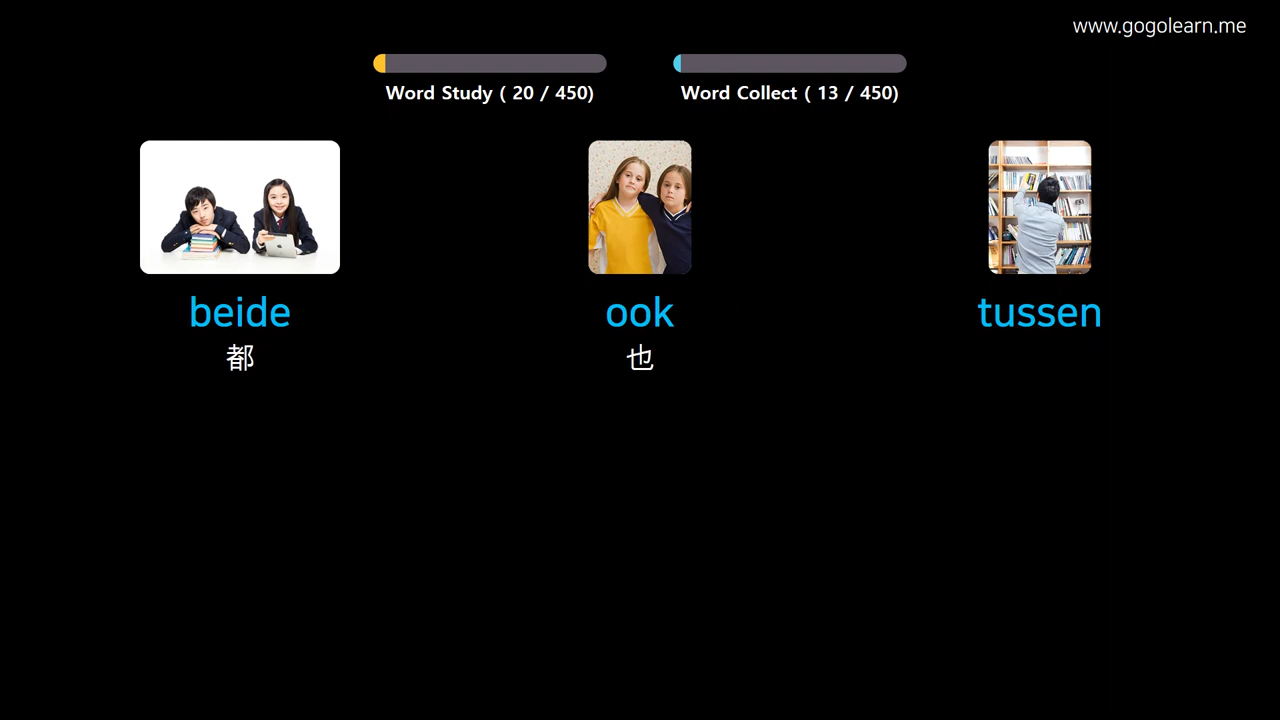 www.gogolearn.me
Word Study ( 20 / 450)
Word Collect ( 13 / 450)
beide
都
ook
也
tussen